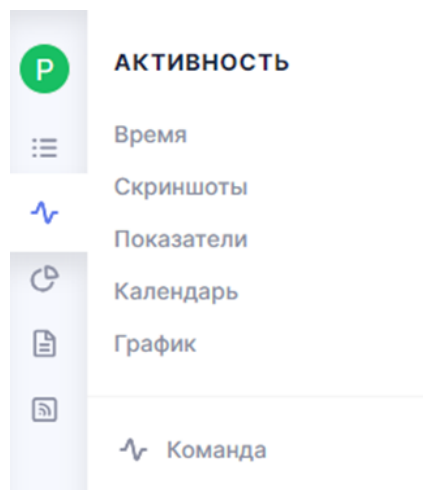 Р
АКТИВНОСТЬ
Время
Скриншоты
Показатели
Календарь
График
Команда